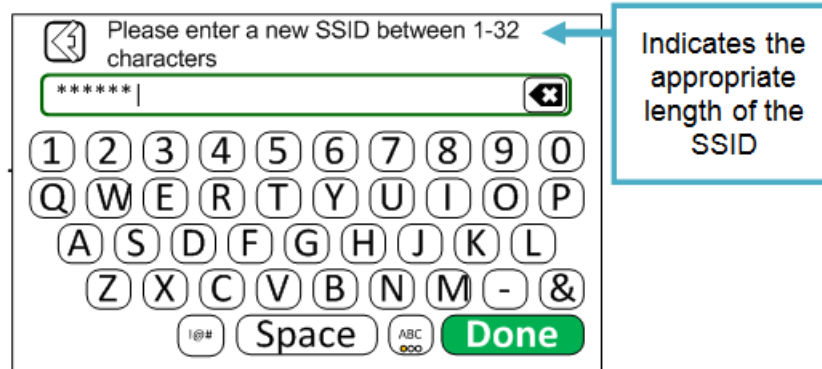 Please enter a new SSID between 1-32
characters
******|
1 2 3 4 5 6 7 8 9 0
Q W E R T Y U I O P
A S D F G H J K L
Z X C V B N M - &
!@# Space ABC Done
Indicates the
appropriate
length of the
SSID